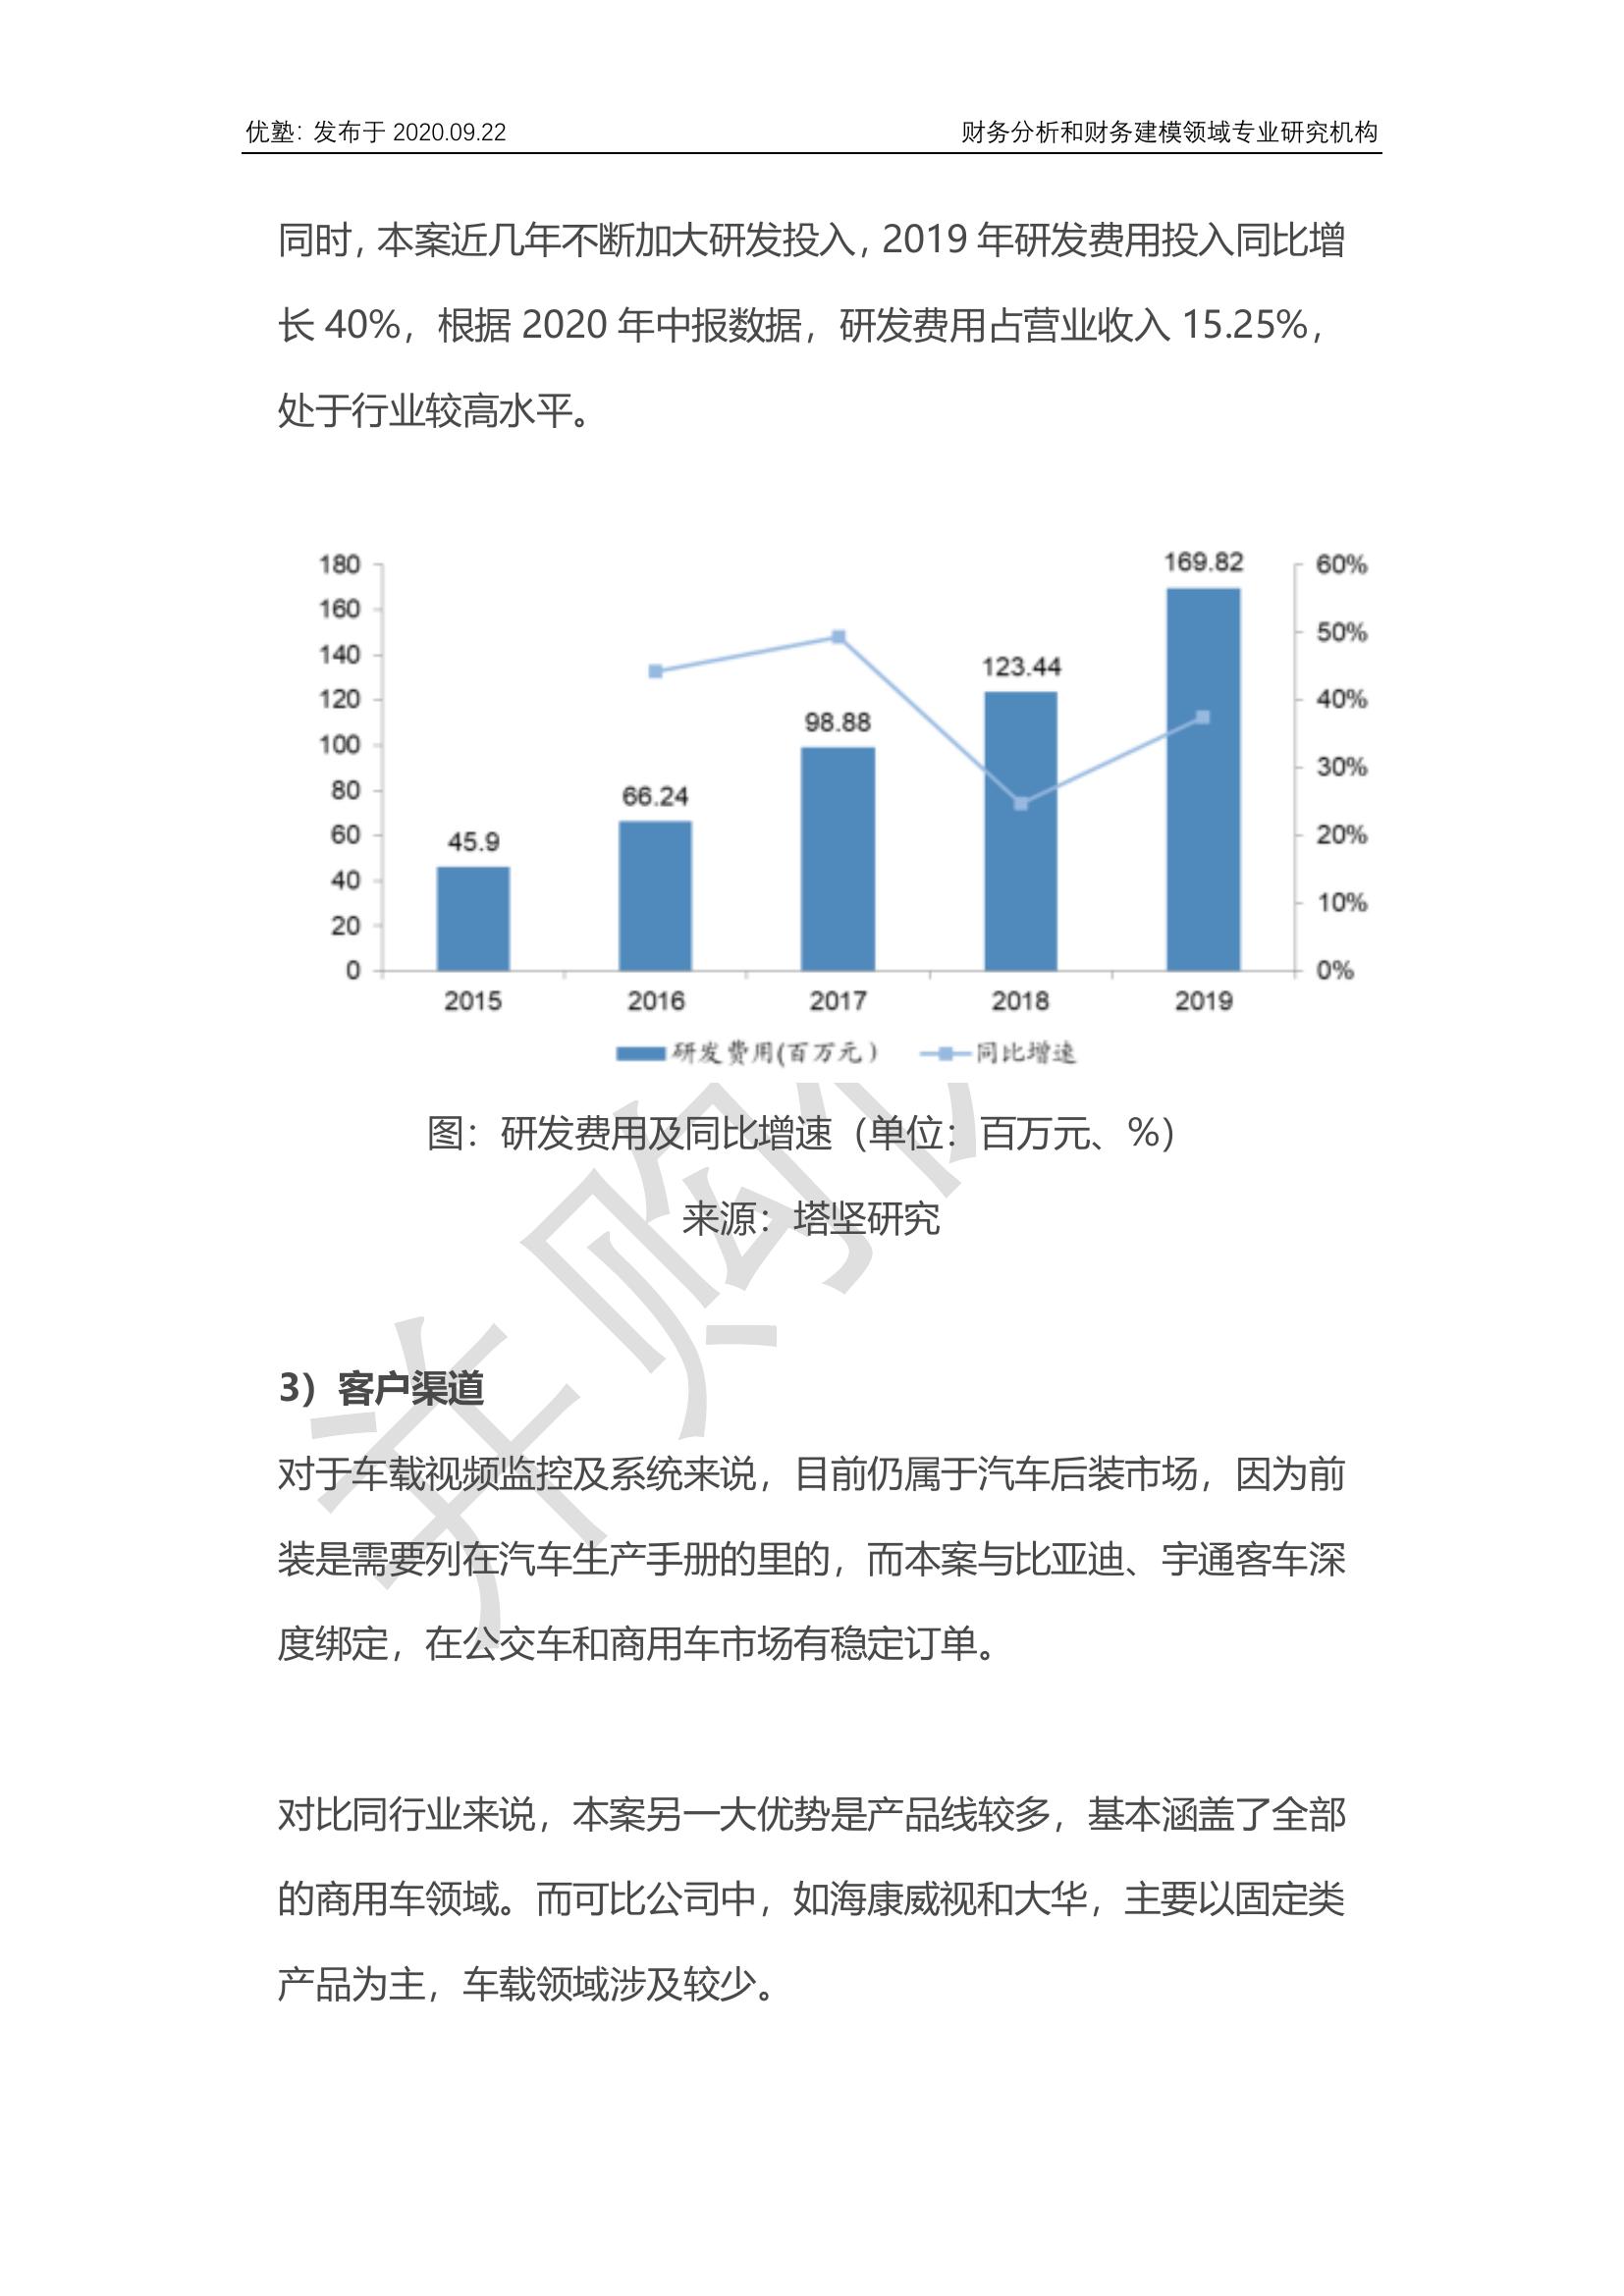 优塾：发布于 2020.09.22 财务分析和财务建模领域专业研究机构
同时，本案近几年不断加大研发投入，2019 年研发费用投入同比增
长 40%，根据 2020 年中报数据，研发费用占营业收入 15.25%，
处于行业较高水平。
180 169.82 60%
160
140 50%
123.44
120 40%
98.88
100
80 66.24 30%
60 45.9 20%
40
20 10%
0 0%
2015 2016 2017 2018 2019
研发费用(百万元） 同比增速
图：研发费用及同比增速（单位：百万元、%）
来源：塔坚研究
3）客户渠道
对于车载视频监控及系统来说，目前仍属于汽车后装市场，因为前
装是需要列在汽车生产手册的里的，而本案与比亚迪、宇通客车深
度绑定，在公交车和商用车市场有稳定订单。
对比同行业来说，本案另一大优势是产品线较多，基本涵盖了全部
的商用车领域。而可比公司中，如海康威视和大华，主要以固定类
产品为主，车载领域涉及较少。
并购